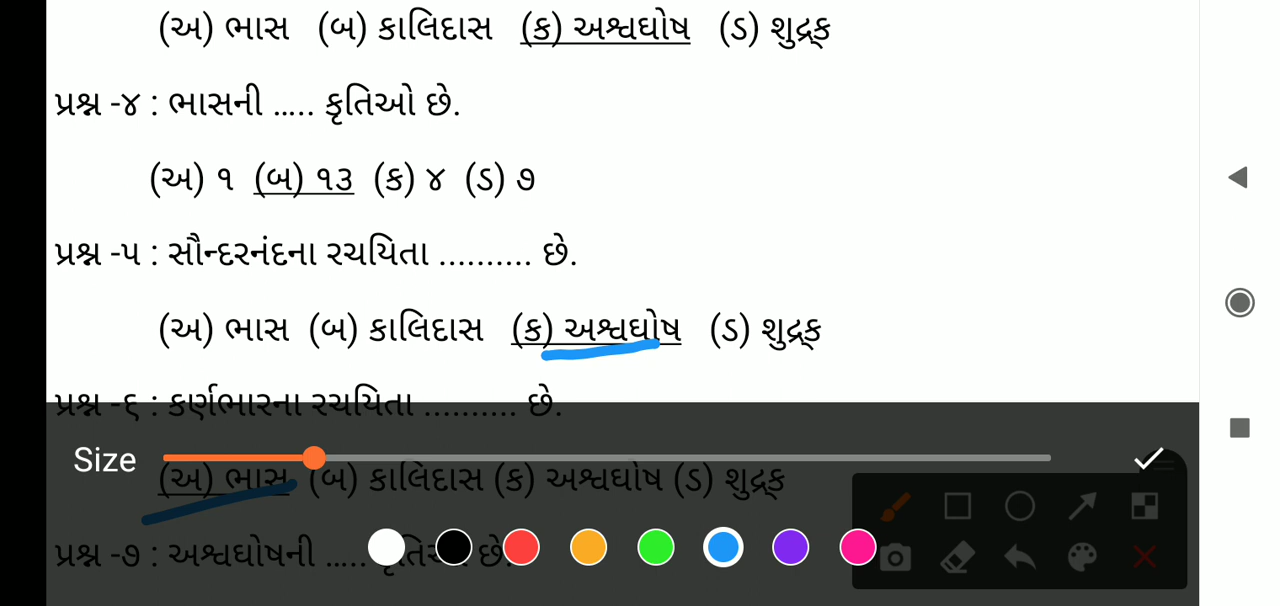 (અ) ભાસ (બ) કાલિદાસ (ક) અશ્વઘોષ (ડ) શુદ્રક્
પ્રશ્ન -૪ : ભાસની ..... કૃતિઓ છે.
(અ) ૧ (બ) ૧૩ (ક) ૪ (ડ) ૭
પ્રશ્ન -૫ : સૌન્દરનંદના રચયિતા .......... છે.
(અ) ભાસ (બ) કાલિદાસ (ક) અશ્વઘોષ (ડ) શુદ્રક્
પ્રશ્ન -૬ : કર્ણભારના રચયિતા .......... છે.
Size
(અ) ભાસ (બ) કાલિદાસ (ક) અશ્વઘોષ (ડ) શુદ્રક્
પ્રશ્ન -૭ : અશ્વઘોષની ..... છે.